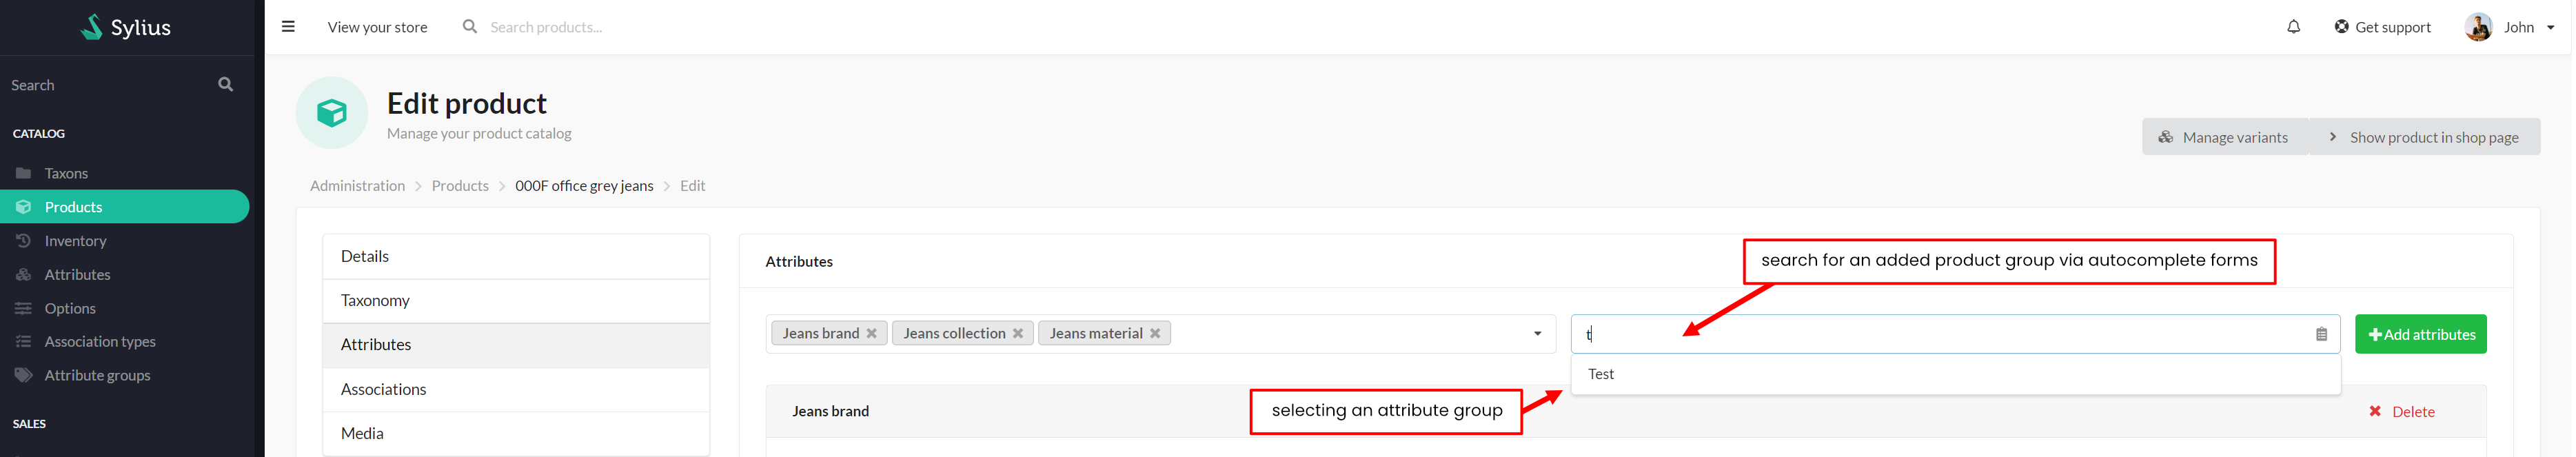 Sylius
View your store
Search products...
Get support
John
Search
CATALOG
Taxons
Products
Inventory
Attributes
Options
Association types
Attribute groups
SALES
Edit product
Manage your product catalog
Manage variants
Show product in shop page
Administration > Products > 000F office grey jeans > Edit
Details
Taxonomy
Attributes
Associations
Media
Attributes
search for an added product group via autocomplete forms
Jeans brand Jeans collection Jeans material
t
Add attributes
Test
selecting an attribute group
Jeans brand
Delete